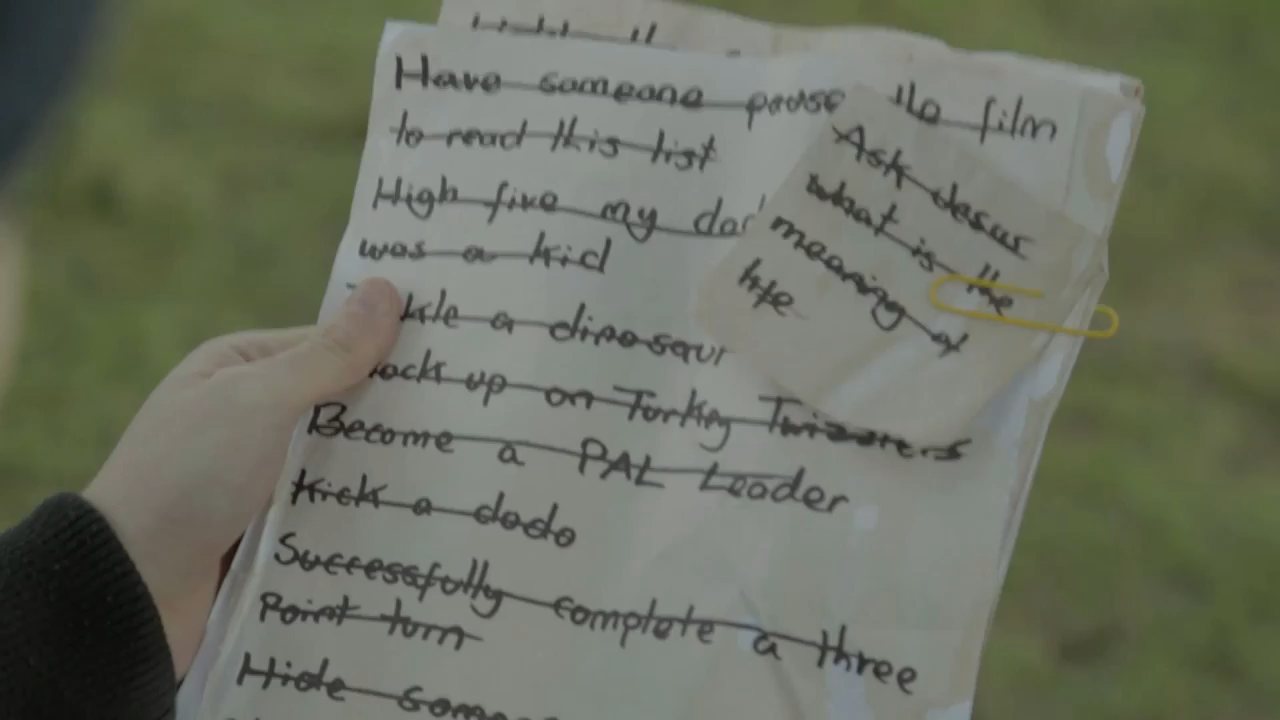 Have someone pause the film
to read this list
High five my dad
was a kid
a dinosaur
up on Turkey Twizzlers
Become a PAL Leader
Kick a dodo
Successfully complete a three
Point turn
Hide
Ask Jesus
what is the
meaning of
life